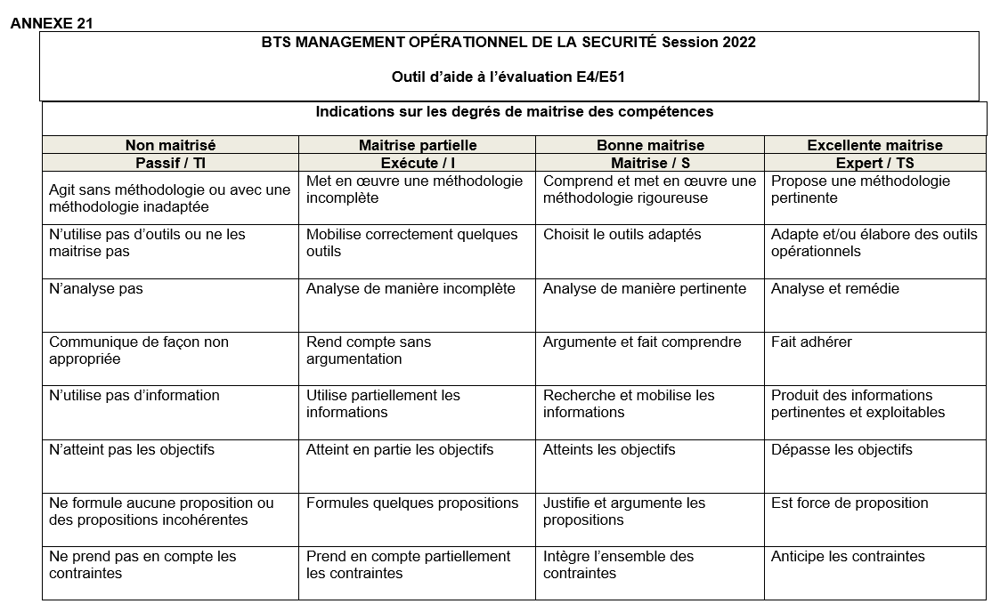 ANNEXE 21
BTS MANAGEMENT OPÉRATIONNEL DE LA SECURITÉ Session 2022
Outil d’aide à l’évaluation E4/E51
Indications sur les degrés de maitrise des compétences
Non maitrisé
Maitrise partielle
Bonne maitrise
Excellente maitrise
Passif / TI
Exécute / I
Maitrise / S
Expert / TS
Agit sans méthodologie ou avec une
méthodologie inadaptée
Met en œuvre une méthodologie
incomplète
Comprend et met en œuvre une
méthodologie rigoureuse
Propose une méthodologie
pertinente
N’utilise pas d’outils ou ne les
maitrise pas
Mobilise correctement quelques
outils
Choisit le outils adaptés
Adapte et/ou élabore des outils
opérationnels
N’analyse pas
Analyse de manière incomplète
Analyse de manière pertinente
Analyse et remédie
Communique de façon non
appropriée
Rend compte sans
argumentation
Argumente et fait comprendre
Fait adhérer
N’utilise pas d’information
Utilise partiellement les
informations
Recherche et mobilise les
informations
Produit des informations
pertinentes et exploitables
N’atteint pas les objectifs
Atteint en partie les objectifs
Atteints les objectifs
Dépasse les objectifs
Ne formule aucune proposition ou
des propositions incohérentes
Formules quelques propositions
Justifie et argumente les
propositions
Est force de proposition
Ne prend pas en compte les
contraintes
Prend en compte partiellement
les contraintes
Intègre l’ensemble des
contraintes
Anticipe les contraintes